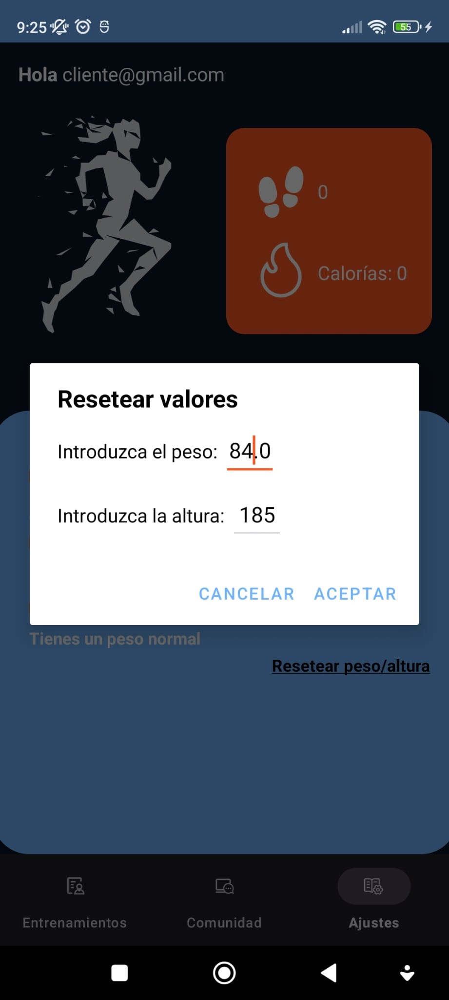 9:25
55
Hola cliente@gmail.com
0
Calorías: 0
Resetear valores
Introduzca el peso: 84.0
Introduzca la altura: 185
CANCELAR ACEPTAR
Tienes un peso normal
Resetear peso/altura
Entrenamientos Comunidad Ajustes